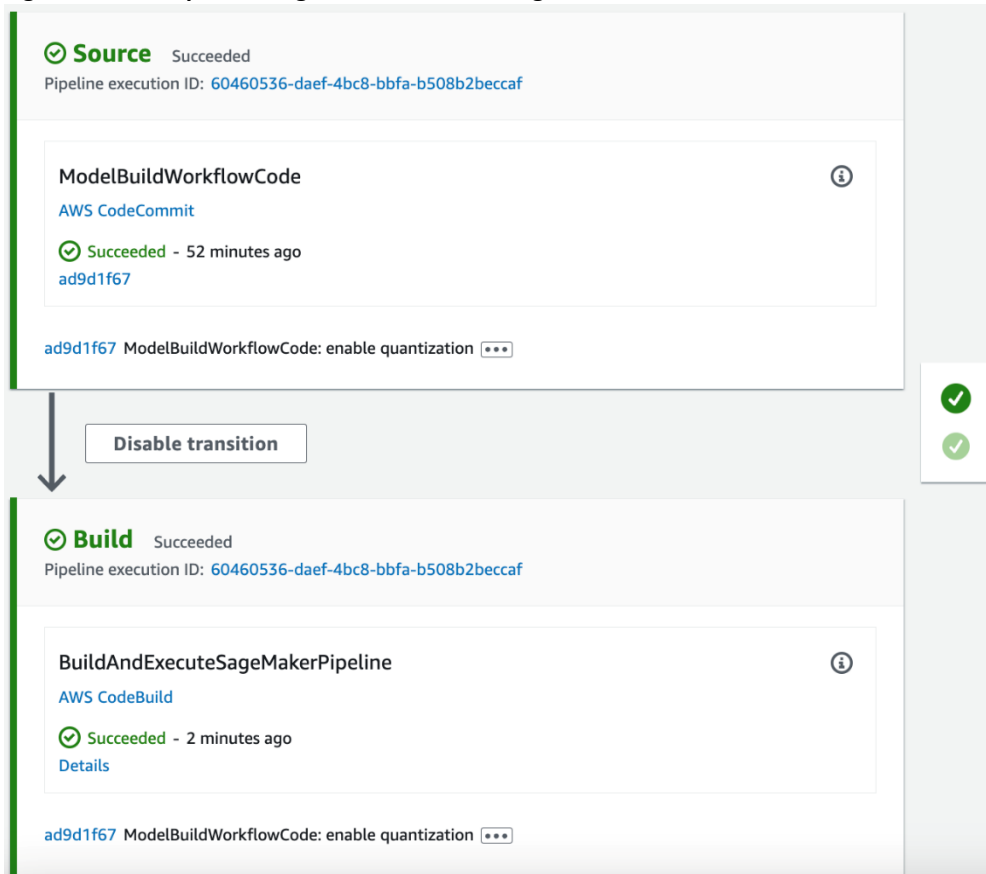 Source Succeeded
Pipeline execution ID: 60460536-daef-4bc8-bbfa-b508b2beccaf
ModelBuildWorkflowCode
AWS CodeCommit
Succeeded - 52 minutes ago
ad9d1f67
ad9d1f67 ModelBuildWorkflowCode: enable quantization
Disable transition
Build Succeeded
Pipeline execution ID: 60460536-daef-4bc8-bbfa-b508b2beccaf
BuildAndExecuteSageMakerPipeline
AWS CodeBuild
Succeeded - 2 minutes ago
Details
ad9d1f67 ModelBuildWorkflowCode: enable quantization